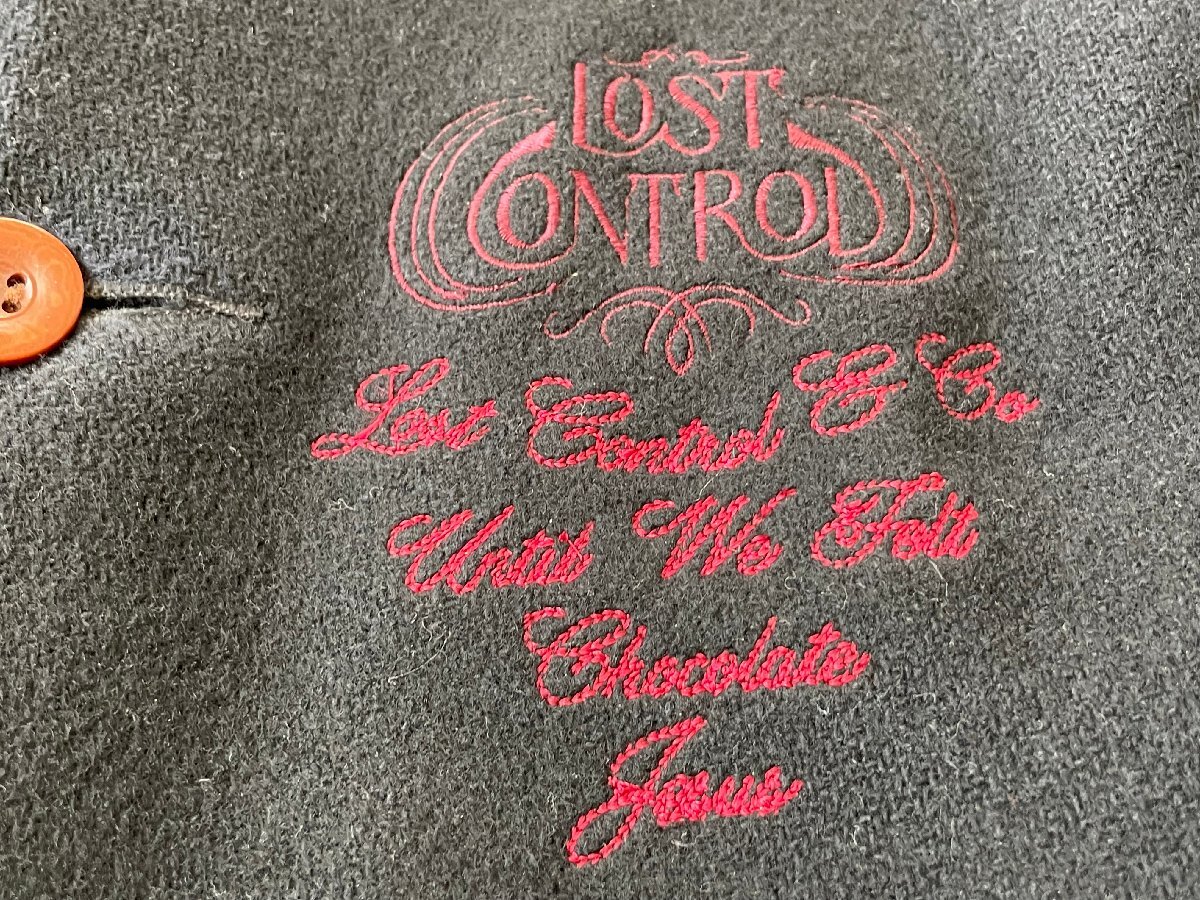 LOST
CONTROL
Lost Control & Co
Until We Felt
Chocolate
Jesus